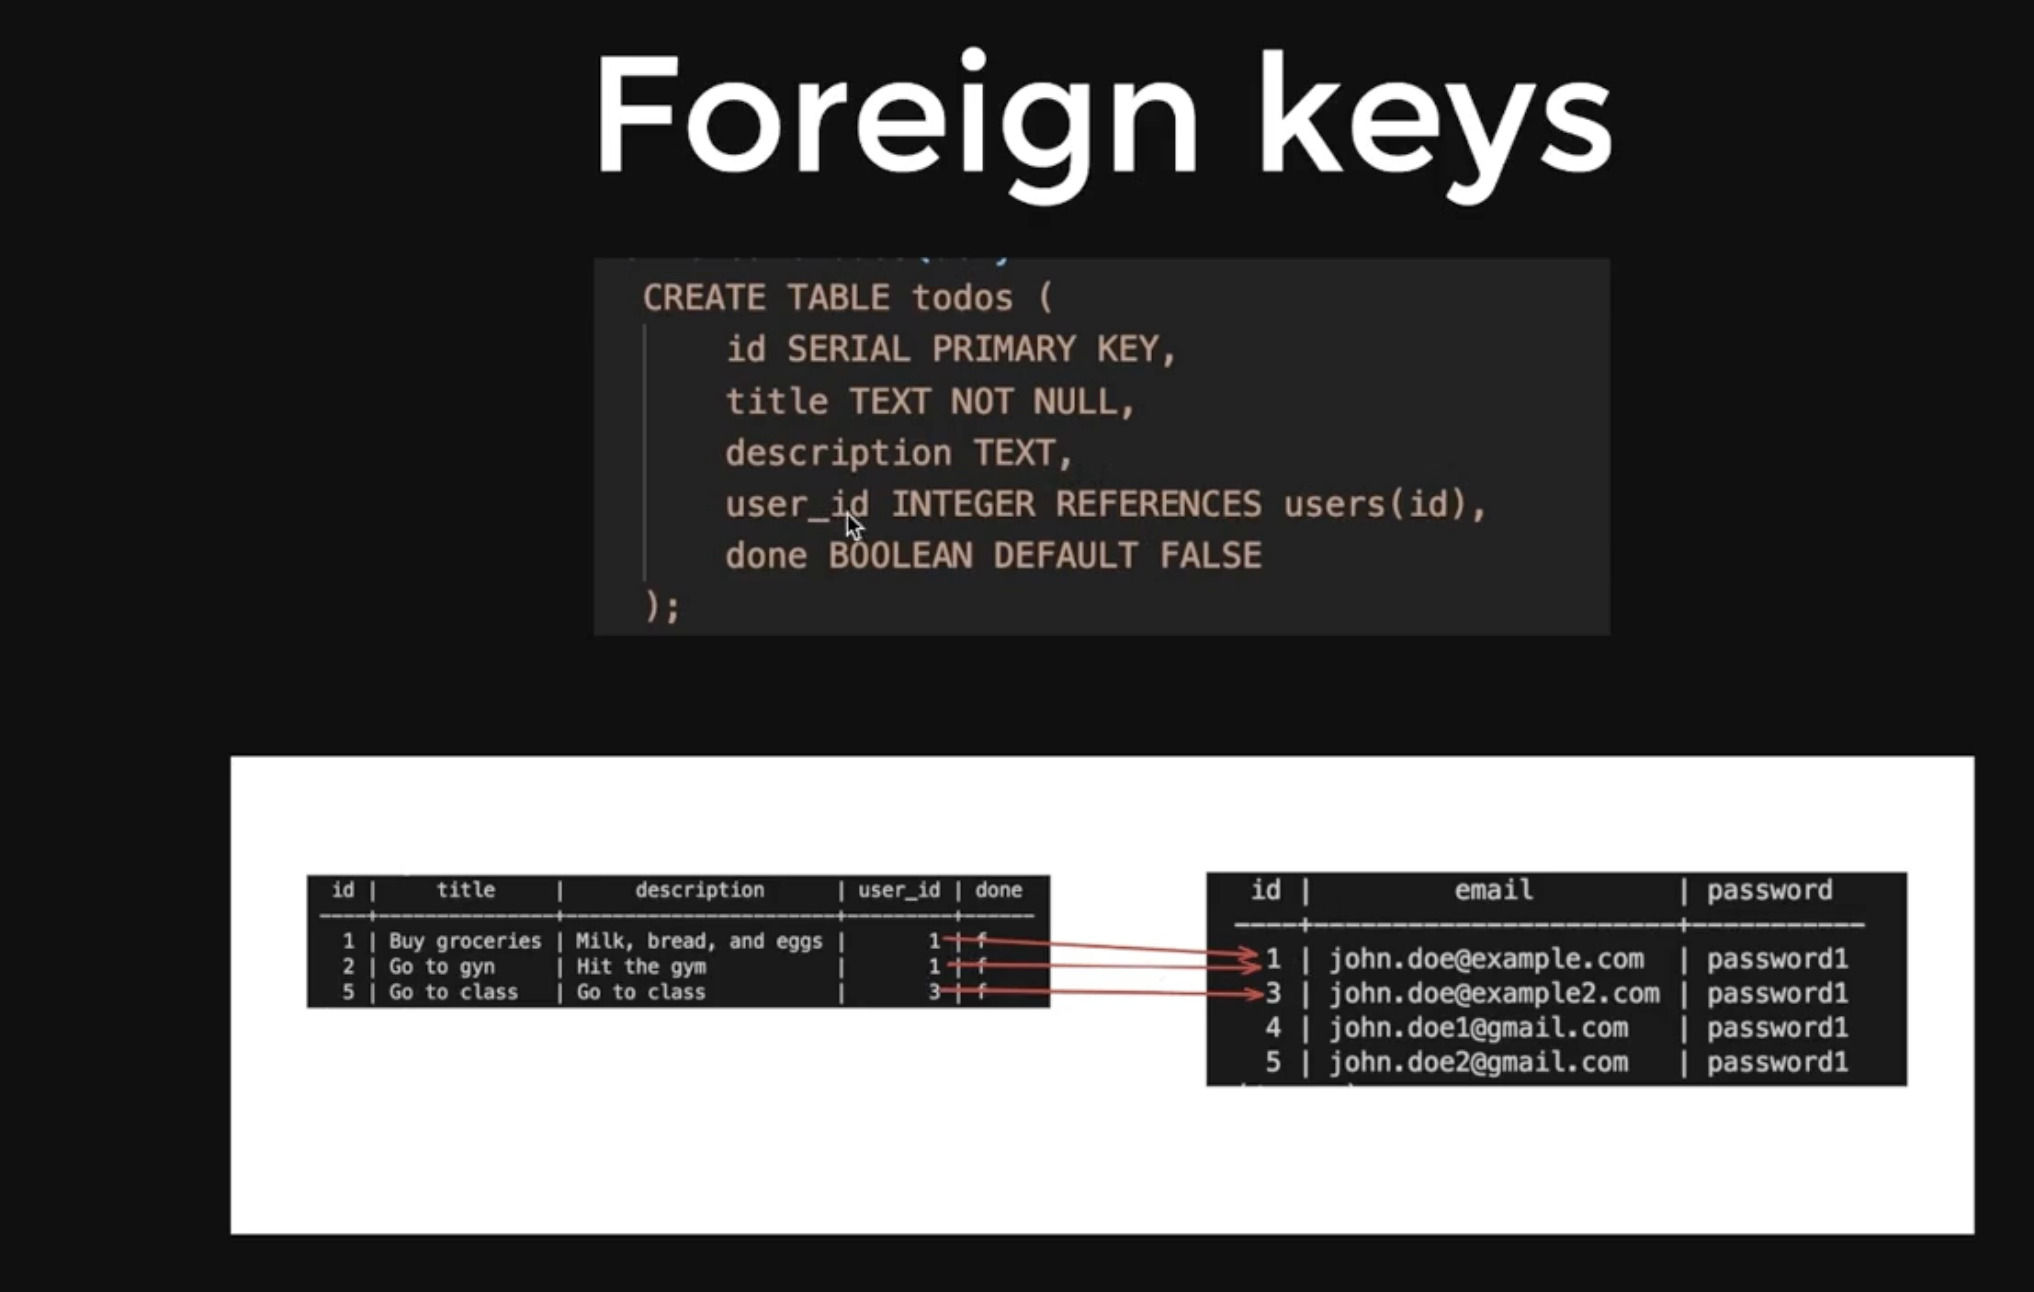 Foreign keys
CREATE TABLE todos (
id SERIAL PRIMARY KEY,
title TEXT NOT NULL,
description TEXT,
user_id INTEGER REFERENCES users(id),
done BOOLEAN DEFAULT FALSE
);
id | title | description | user_id | done
1 | Buy groceries | Milk, bread, and eggs | 1 | f
2 | Go to gyn | Hit the gym | 1 | f
5 | Go to class | Go to class | 3 | f
id | email | password
1 | john.doe@example.com | password1
3 | john.doe@example2.com | password1
4 | john.doe1@gmail.com | password1
5 | john.doe2@gmail.com | password1